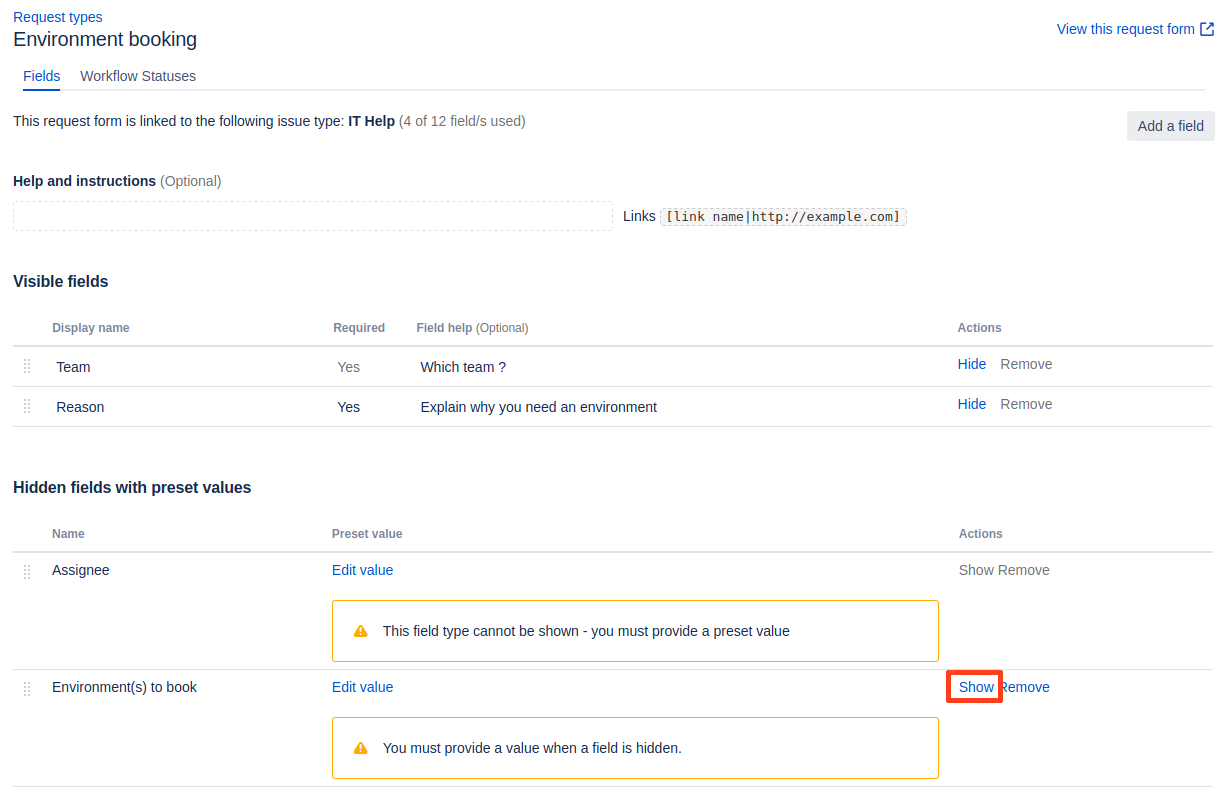 Request types
Environment booking
View this request form
Fields Workflow Statuses
This request form is linked to the following issue type: IT Help (4 of 12 field/s used)
Add a field
Help and instructions (Optional)
Links [link name|http://example.com]
Visible fields
Display name Required Field help (Optional) Actions
Team Yes Which team ? Hide Remove
Reason Yes Explain why you need an environment Hide Remove
Hidden fields with preset values
Name Preset value Actions
Assignee Edit value Show Remove
This field type cannot be shown - you must provide a preset value
Environment(s) to book Edit value Show Remove
You must provide a value when a field is hidden.